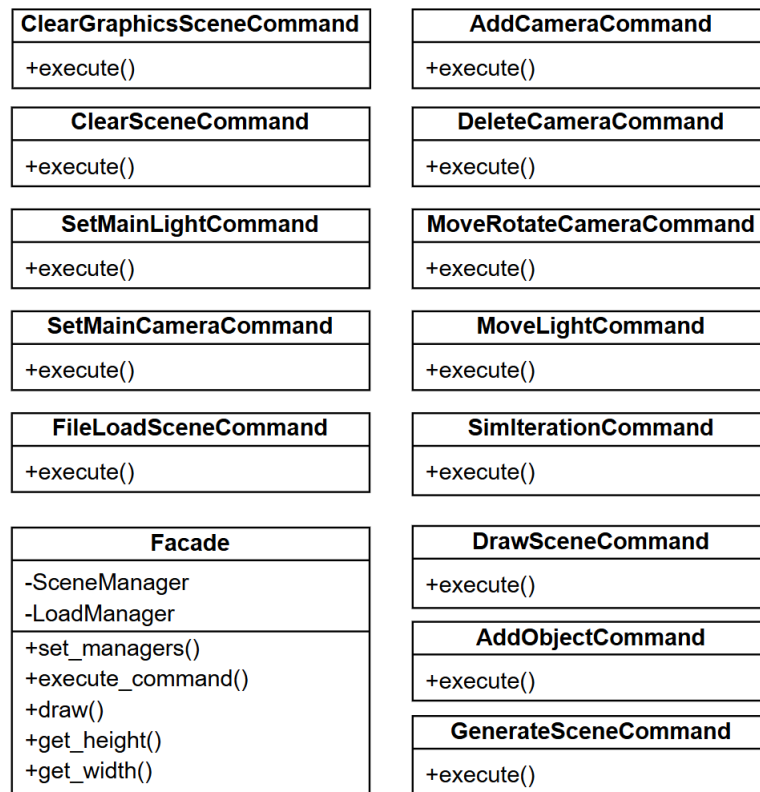 ClearGraphicsSceneCommand
+execute()
ClearSceneCommand
+execute()
SetMainLightCommand
+execute()
SetMainCameraCommand
+execute()
FileLoadSceneCommand
+execute()
Facade
-SceneManager
-LoadManager
+set_managers()
+execute_command()
+draw()
+get_height()
+get_width()
AddCameraCommand
+execute()
DeleteCameraCommand
+execute()
MoveRotateCameraCommand
+execute()
MoveLightCommand
+execute()
SimIterationCommand
+execute()
DrawSceneCommand
+execute()
AddObjectCommand
+execute()
GenerateSceneCommand
+execute()